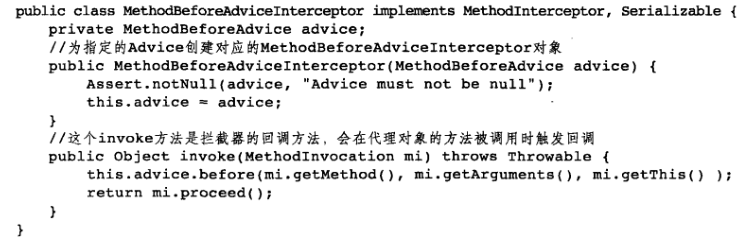 public class MethodBeforeAdviceInterceptor implements MethodInterceptor, Serializable {
private MethodBeforeAdvice advice;
//为指定的Advice创建对应的MethodBeforeAdviceInterceptor对象
public MethodBeforeAdviceInterceptor(MethodBeforeAdvice advice) {
Assert.notNull(advice, "Advice must not be null");
this.advice = advice;
}
//这个invoke方法是拦截器的回调方法，会在代理对象的方法被调用时触发回调
public Object invoke(MethodInvocation mi) throws Throwable {
this.advice.before(mi.getMethod(), mi.getArguments(), mi.getThis() );
return mi.proceed();
}
}